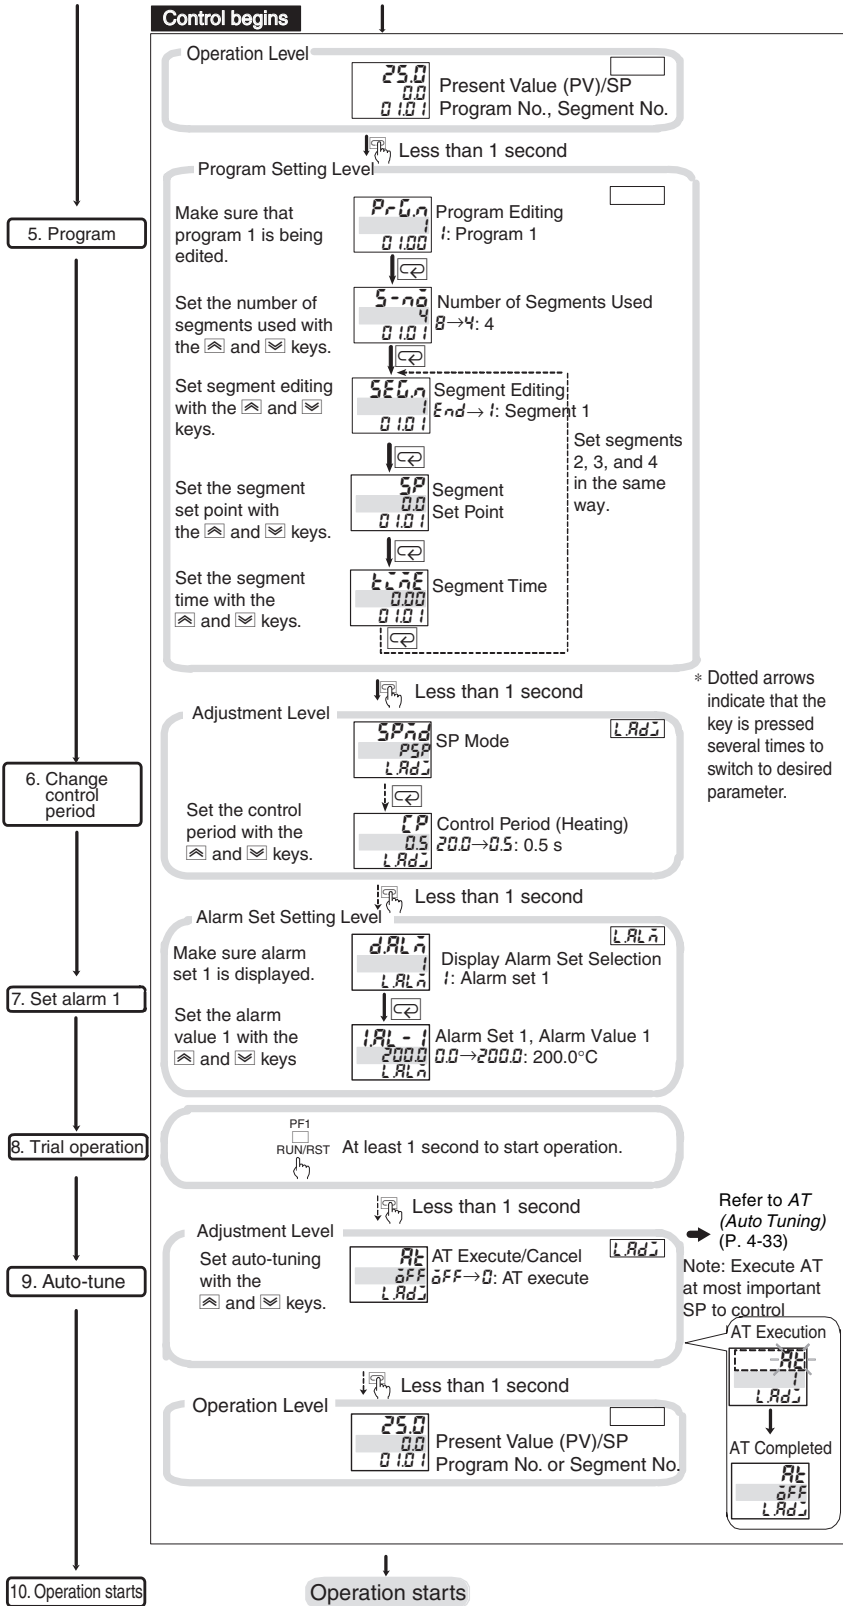 Control begins
Operation Level
25.0
0.0
01.01
Present Value (PV)/SP
Program No., Segment No.
Less than 1 second
Program Setting Level
5. Program
Make sure that
program 1 is being
edited.
PrG.n
1
01.00
Program Editing
1: Program 1
Set the number of
segments used with
the and keys.
S-no
4
01.01
Number of Segments Used
8→4: 4
Set segment editing
with the and
keys.
SEG.n
1
01.01
Segment Editing
End→1: Segment 1
Set segments
2, 3, and 4
in the same
way.
Set the segment
set point with
the and keys.
SP
0.0
01.01
Segment
Set Point
Set the segment
time with the
and keys.
timE
0.00
01.01
Segment Time
Less than 1 second
* Dotted arrows
indicate that the
key is pressed
several times to
switch to desired
parameter.
Adjustment Level
L.AdJ
6. Change
control
period
SPmd
PSP
L.AdJ
SP Mode
Set the control
period with the
and keys.
CP
0.5
L.AdJ
Control Period (Heating)
20.0→0.5: 0.5 s
Less than 1 second
Alarm Set Setting Level
L.ALm
7. Set alarm 1
Make sure alarm
set 1 is displayed.
d.ALm
1
L.ALm
Display Alarm Set Selection
1: Alarm set 1
Set the alarm
value 1 with the
and keys
1.AL-1
200.0
L.ALm
Alarm Set 1, Alarm Value 1
0.0→200.0: 200.0°C
8. Trial operation
PF1
RUN/RST
At least 1 second to start operation.
Less than 1 second
Adjustment Level
L.AdJ
9. Auto-tune
Set auto-tuning
with the
and keys.
At
oFF
L.AdJ
AT Execute/Cancel
oFF→0: AT execute
Refer to AT
(Auto Tuning)
(P. 4-33)
Note: Execute AT
at most important
SP to control
AT Execution
At
1
L.AdJ
AT Completed
At
oFF
L.AdJ
Less than 1 second
Operation Level
25.0
0.0
01.01
Present Value (PV)/SP
Program No. or Segment No.
10. Operation starts
Operation starts